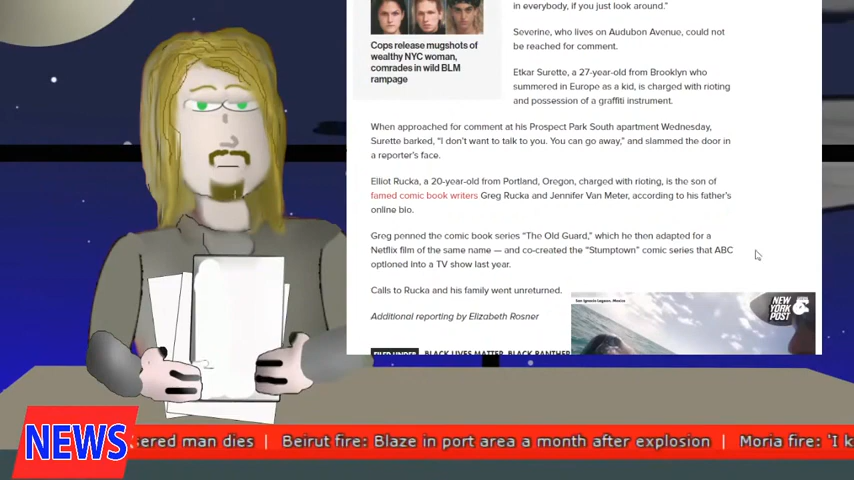 in everybody, if you just look around."
Cops release mugshots of
wealthy NYC woman,
comrades in wild BLM
rampage
Severine, who lives on Audubon Avenue, could not
be reached for comment.
Etkar Surette, a 27-year-old from Brooklyn who
summered in Europe as a kid, is charged with rioting
and possession of a graffiti instrument.
When approached for comment at his Prospect Park South apartment Wednesday,
Surette barked, "I don't want to talk to you. You can go away," and slammed the door in
a reporter's face.
Elliot Rucka, a 20-year-old from Portland, Oregon, charged with rioting, is the son of
famed comic book writers Greg Rucka and Jennifer Van Meter, according to his father's
online bio.
Greg penned the comic book series "The Old Guard," which he then adapted for a
Netflix film of the same name — and co-created the "Stumptown" comic series that ABC
optioned into a TV show last year.
Calls to Rucka and his family went unreturned.
Additional reporting by Elizabeth Rosner
San Ignacio Lagoon, Mexico
NEW
YORK
POST
FILED UNDER BLACK LIVES MATTER, BLACK PANTHER
NEWS
ered man dies | Beirut fire: Blaze in port area a month after explosion | Moria fire: 'I k